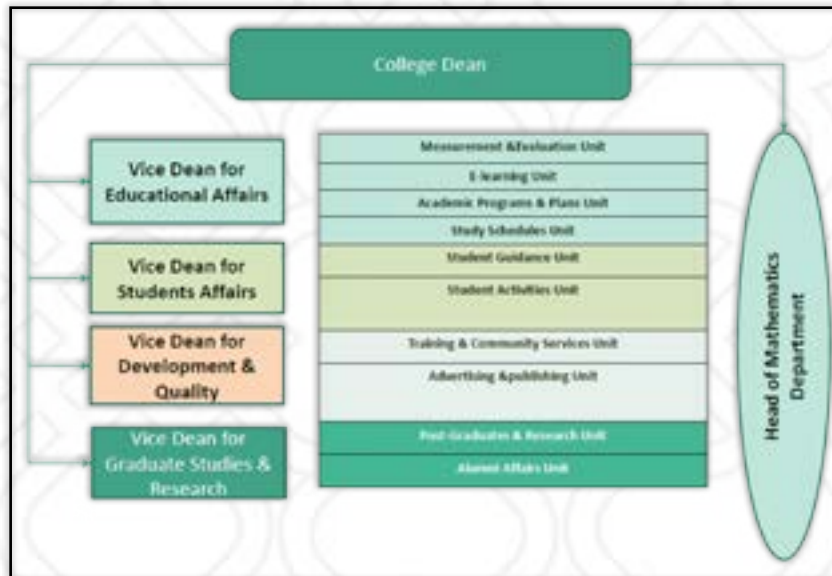 College Dean
Vice Dean for
Educational Affairs
Vice Dean for
Students Affairs
Vice Dean for
Development &
Quality
Vice Dean for
Graduate Studies &
Research
Measurement &Evaluation Unit
E-learning Unit
Academic Programs & Plans Unit
Study Schedules Unit
Student Guidance Unit
Student Activities Unit
Training & Community Services Unit
Advertising &publishing Unit
Post-Graduates & Research Unit
Alumni Affairs Unit
Head of Mathematics
Department